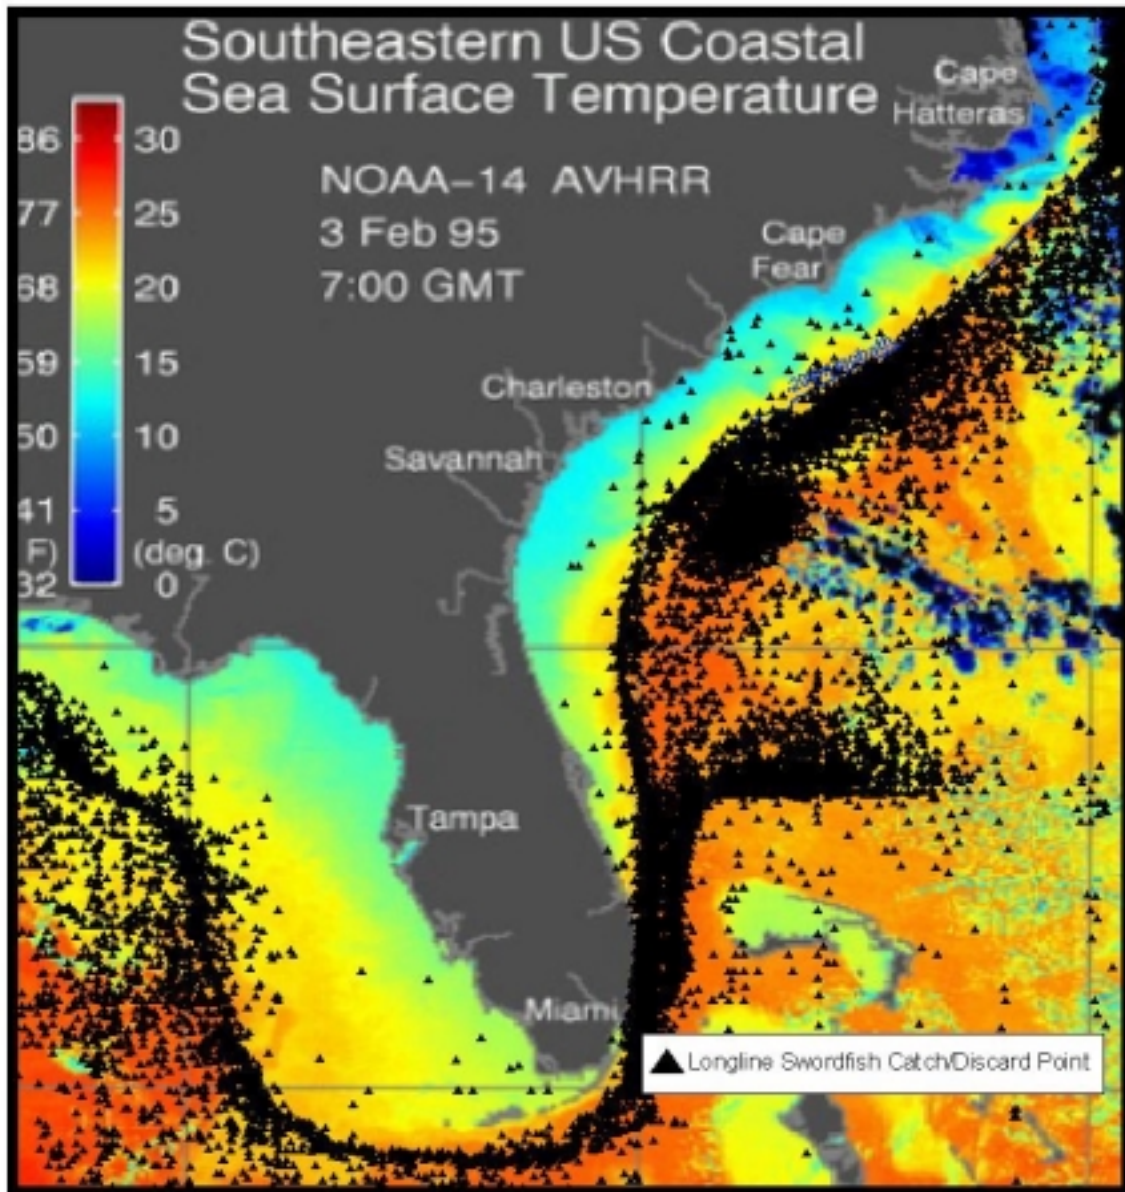 Southeastern US Coastal
Sea Surface Temperature
Cape
Hatteras
NOAA-14 AVHRR
3 Feb 95
7:00 GMT
Cape
Fear
Charleston
Savannah
Tampa
Miami
86 30
77 25
68 20
59 15
50 10
41 5
F) (deg. C)
32 0
Longline Swordfish Catch/Discard Point